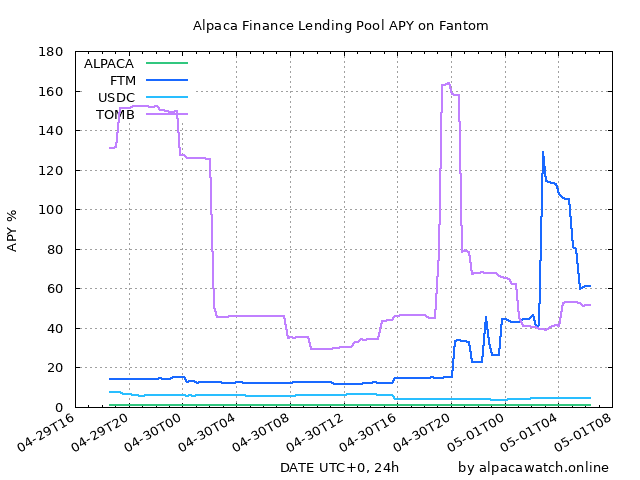 Alpaca Finance Lending Pool APY on Fantom
180
160
140
120
100
80
60
40
20
0
APY %
ALPACA
FTM
USDC
TOMB
04-29T16
04-29T20
04-30T00
04-30T04
04-30T08
04-30T12
04-30T16
04-30T20
05-01T00
05-01T04
05-01T08
DATE UTC+0, 24h
by alpacawatch.online